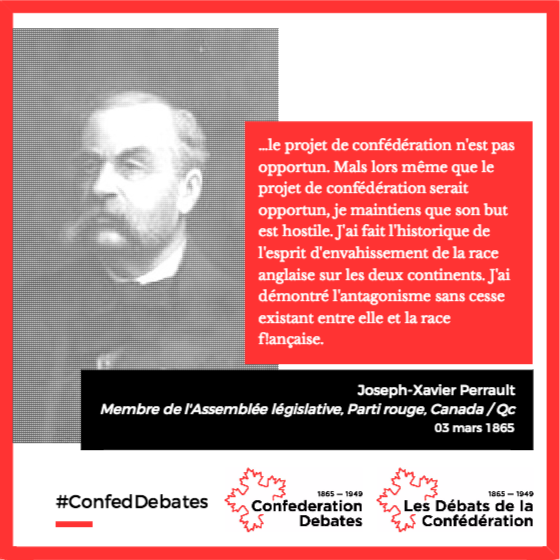 ...le projet de confédération n'est pas
opportun. Mals lors même que le
projet de confédération serait
opportun, je maintiens que son but
est hostile. J'ai fait l'historique de
l'esprit d'envahissement de la race
anglaise sur les deux continents. J'ai
démontré l'antagonisme sans cesse
existant entre elle et la race
f!ançaise.
Joseph-Xavier Perrault
Membre de l'Assemblée législative, Parti rouge, Canada / Qc
03 mars 1865
#ConfedDebates
1865 — 1949
Confederation
Debates
1865 — 1949
Les Débats de la
Confédération